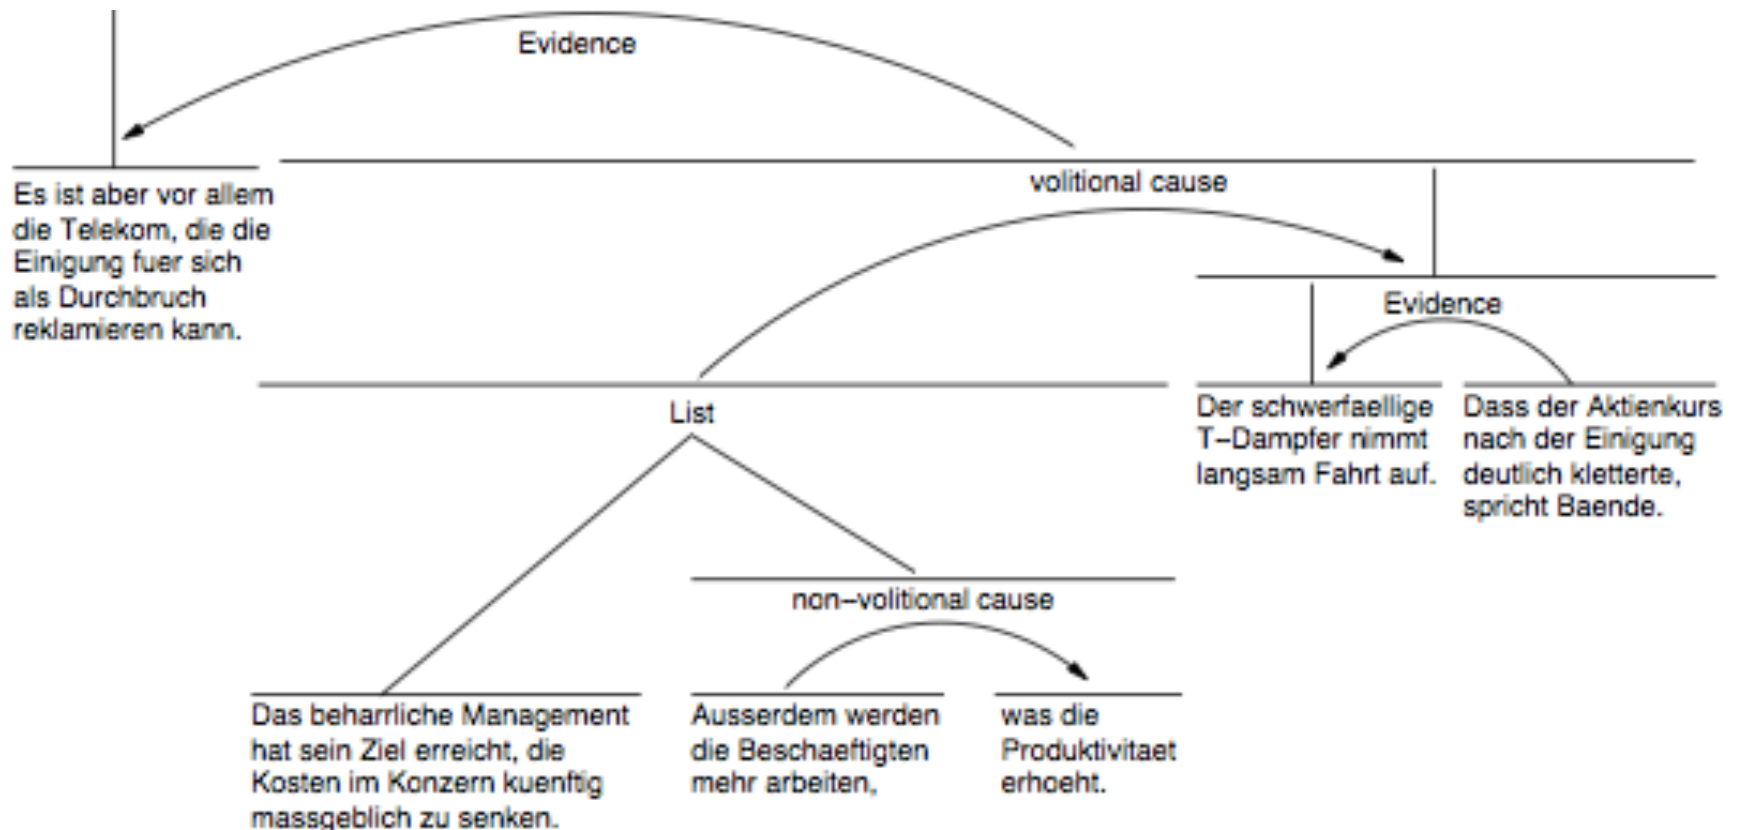 Evidence
Es ist aber vor allem
die Telekom, die die
Einigung fuer sich
als Durchbruch
reklamieren kann.
volitional cause
Evidence
List
Der schwerfaellige
T–Dampfer nimmt
langsam Fahrt auf.
Dass der Aktienkurs
nach der Einigung
deutlich kletterte,
spricht Baende.
non–volitional cause
Das beharrliche Management
hat sein Ziel erreicht, die
Kosten im Konzern kuenftig
massgeblich zu senken.
Ausserdem werden
die Beschaeftigten
mehr arbeiten,
was die
Produktivitaet
erhoeht.